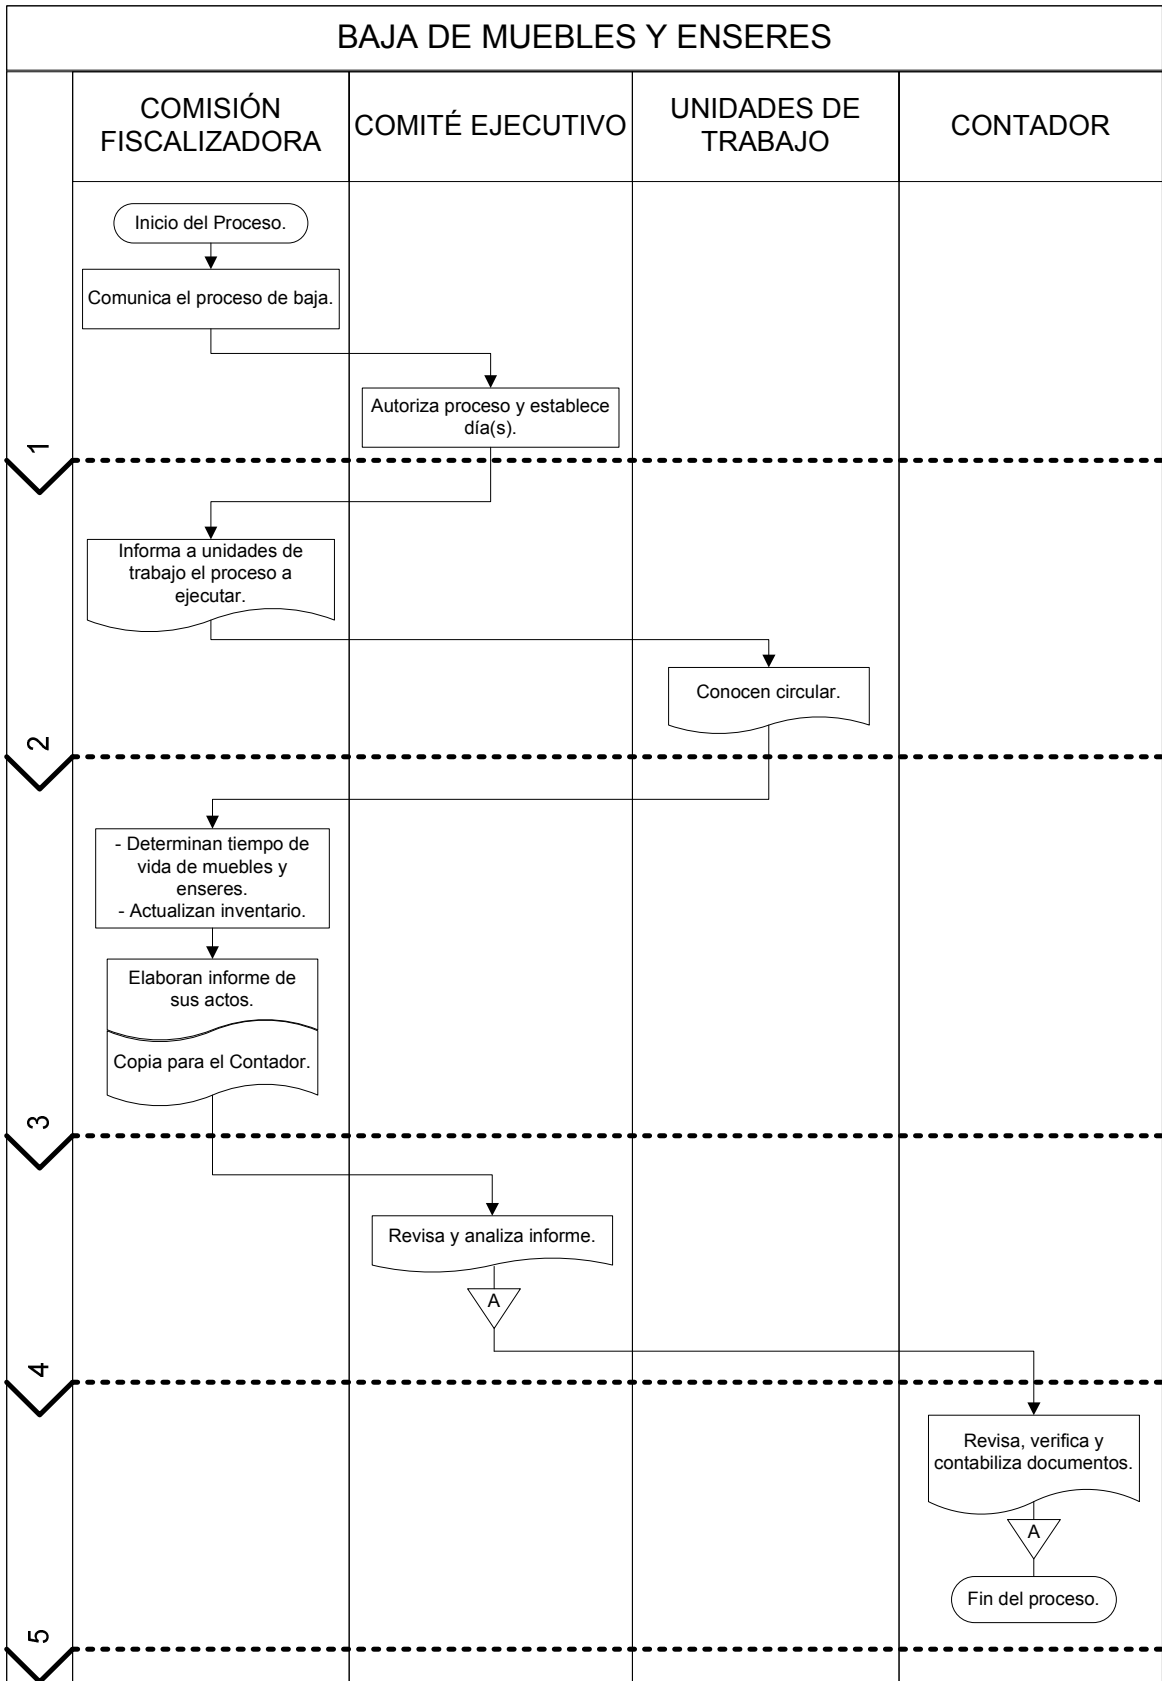 BAJA DE MUEBLES Y ENSERES
COMISIÓN
FISCALIZADORA
COMITÉ EJECUTIVO
UNIDADES DE
TRABAJO
CONTADOR
Inicio del Proceso.
Comunica el proceso de baja.
Autoriza proceso y establece
día(s).
1
Informa a unidades de
trabajo el proceso a
ejecutar.
Conocen circular.
2
- Determinan tiempo de
vida de muebles y
enseres.
- Actualizan inventario.
Elaboran informe de
sus actos.
Copia para el Contador.
3
Revisa y analiza informe.
A
4
Revisa, verifica y
contabiliza documentos.
A
Fin del proceso.
5